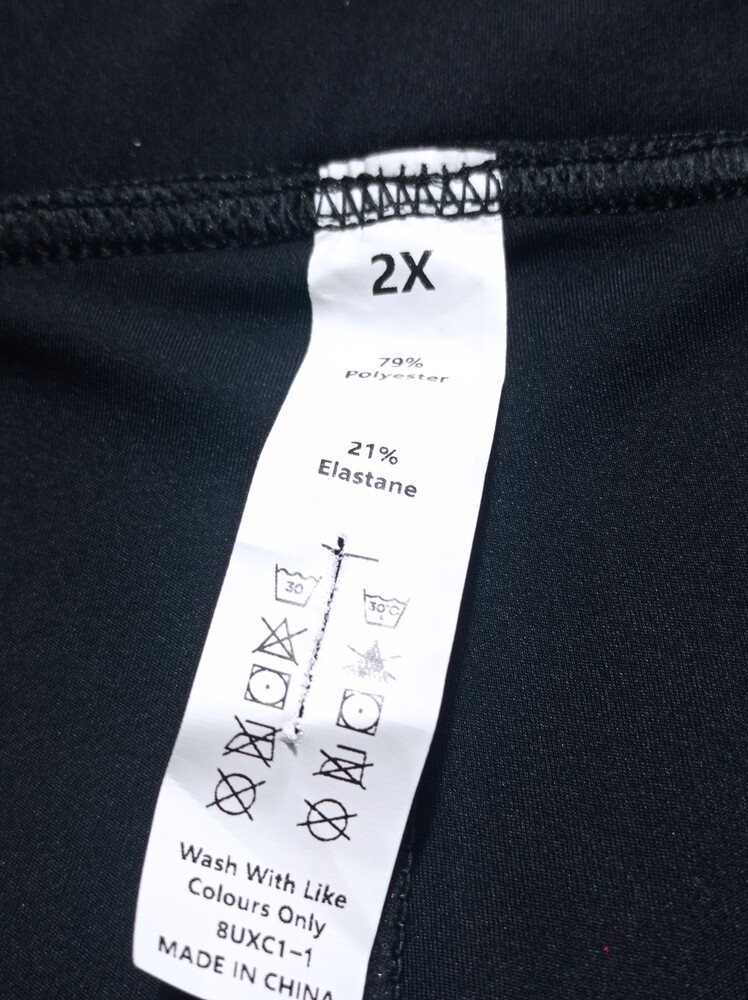 2X
79%
Polyester
21%
Elastane
30
30°C
Wash With Like
Colours Only
8UXC1-1
MADE IN CHINA